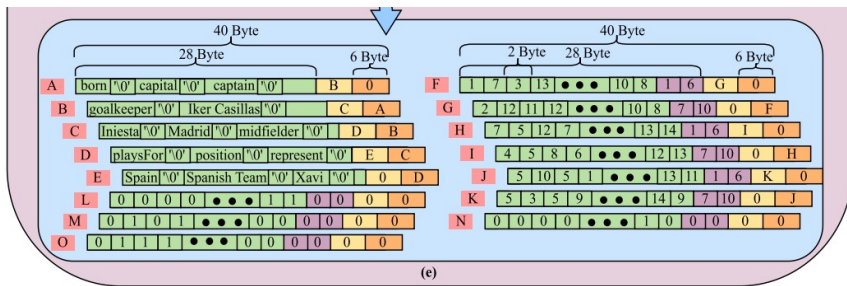 40 Byte
28 Byte
6 Byte
A born '\0' capital '\0' captain '\0' B 0
B goalkeeper '\0' Iker Casillas '\0' C A
C Iniesta '\0' Madrid '\0' midfielder '\0' D B
D playsFor '\0' position '\0' represent '\0' E C
E Spain '\0' Spanish Team '\0' Xavi '\0' 0 D
L 0 0 0 0 ●●● 1 1 0 0 0 0
M 0 1 0 1 ●●● 0 0 0 0 0 0
O 0 1 1 1 ●●● 0 0 0 0 0 0
40 Byte
2 Byte 28 Byte
6 Byte
F 1 7 3 13 ●●● 10 8 1 6 G 0
G 2 12 11 12 ●●● 10 8 7 10 0 F
H 7 5 12 7 ●●● 13 14 1 6 I 0
I 4 5 8 6 ●●● 12 13 7 10 0 H
J 5 10 5 1 ●●● 13 11 1 6 K 0
K 5 3 5 9 ●●● 14 9 7 10 0 J
N 0 0 0 0 ●●● 1 0 0 0 0 0
(e)